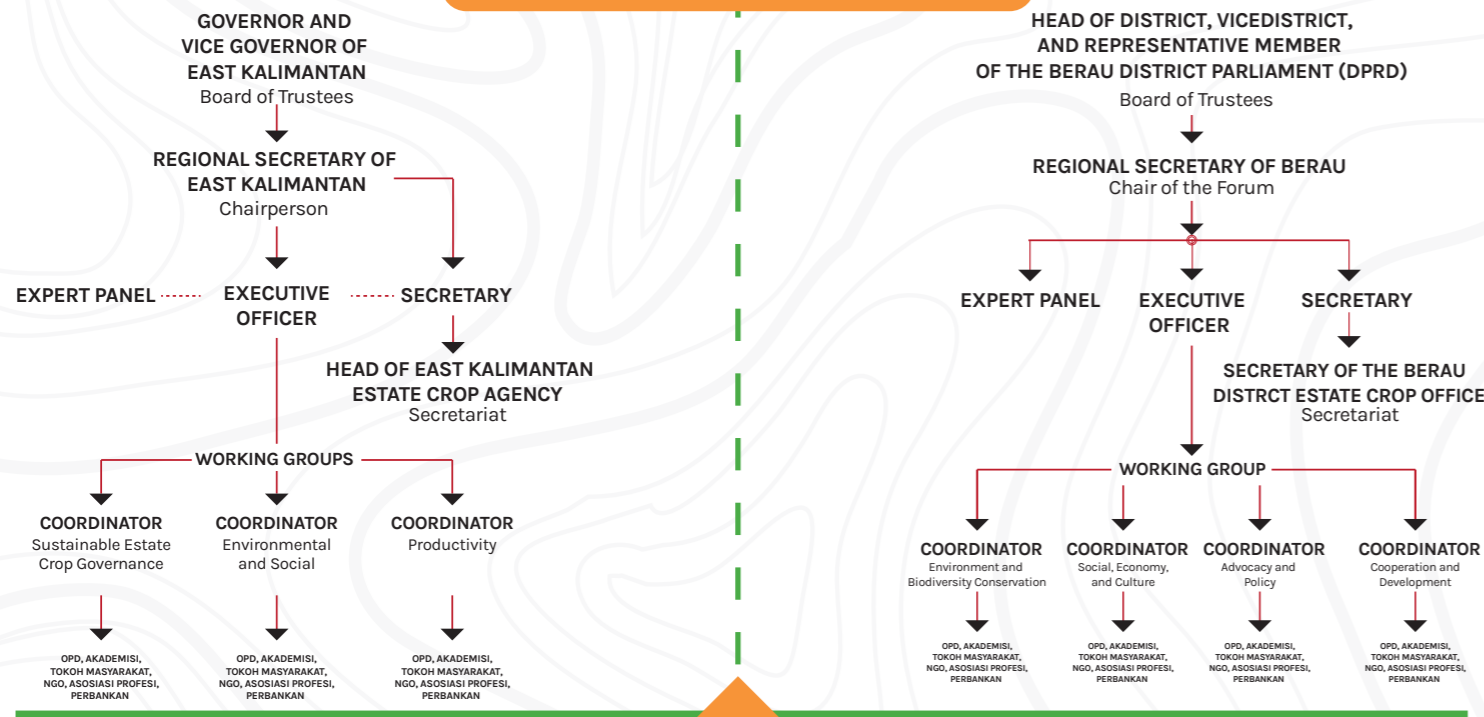 GOVERNOR AND
VICE GOVERNOR OF
EAST KALIMANTAN
Board of Trustees
REGIONAL SECRETARY OF
EAST KALIMANTAN
Chairperson
EXPERT PANEL
EXECUTIVE
OFFICER
SECRETARY
HEAD OF EAST KALIMANTAN
ESTATE CROP AGENCY
Secretariat
WORKING GROUPS
COORDINATOR
Sustainable Estate
Crop Governance
COORDINATOR
Environmental
and Social
COORDINATOR
Productivity
OPD, AKADEMISI,
TOKOH MASYARAKAT,
NGO, ASOSIASI PROFESI,
PERBANKAN
OPD, AKADEMISI,
TOKOH MASYARAKAT,
NGO, ASOSIASI PROFESI,
PERBANKAN
OPD, AKADEMISI,
TOKOH MASYARAKAT,
NGO, ASOSIASI PROFESI,
PERBANKAN
HEAD OF DISTRICT, VICEDISTRICT,
AND REPRESENTATIVE MEMBER
OF THE BERAU DISTRICT PARLIAMENT (DPRD)
Board of Trustees
REGIONAL SECRETARY OF BERAU
Chair of the Forum
EXPERT PANEL
EXECUTIVE
OFFICER
SECRETARY
SECRETARY OF THE BERAU
DISTRCT ESTATE CROP OFFICE
Secretariat
WORKING GROUP
COORDINATOR
Environment and
Biodiversity Conservation
COORDINATOR
Social, Economy,
and Culture
COORDINATOR
Advocacy and
Policy
COORDINATOR
Cooperation and
Development
OPD, AKADEMISI,
TOKOH MASYARAKAT,
NGO, ASOSIASI PROFESI,
PERBANKAN
OPD, AKADEMISI,
TOKOH MASYARAKAT,
NGO, ASOSIASI PROFESI,
PERBANKAN
OPD, AKADEMISI,
TOKOH MASYARAKAT,
NGO, ASOSIASI PROFESI,
PERBANKAN
OPD, AKADEMISI,
TOKOH MASYARAKAT,
NGO, ASOSIASI PROFESI,
PERBANKAN